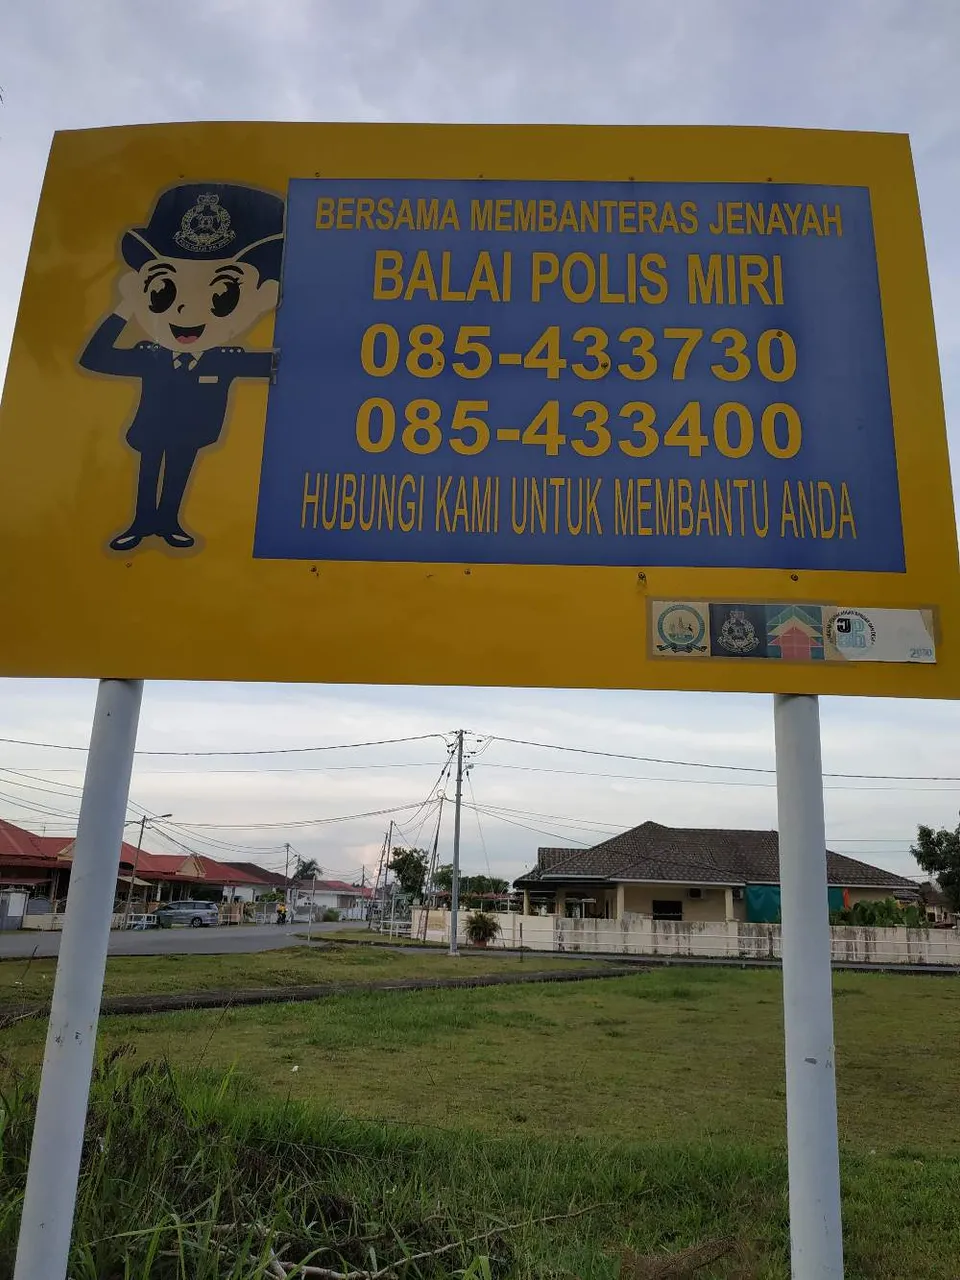 BERSAMA MEMBANTERAS JENAYAH
BALAI POLIS MIRI
085-433730
085-433400
HUBUNGI KAMI UNTUK MEMBANTU ANDA